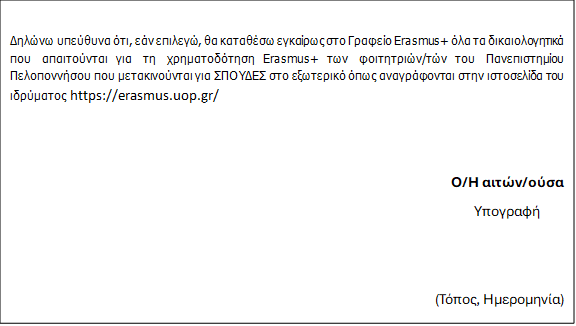 Δηλώνω υπεύθυνα ότι, εάν επιλεγώ, θα καταθέσω εγκαίρως στο Γραφείο Erasmus+ όλα τα δικαιολογητικά
που απαιτούνται για τη χρηματοδότηση Erasmus+ των φοιτητριών/τών του Πανεπιστημίου
Πελοποννήσου που μετακινούνται για ΣΠΟΥΔΕΣ στο εξωτερικό όπως αναγράφονται στην ιστοσελίδα του
ιδρύματος https://erasmus.uop.gr/
Ο/Η αιτών/ούσα
Υπογραφή
(Τόπος, Ημερομηνία)